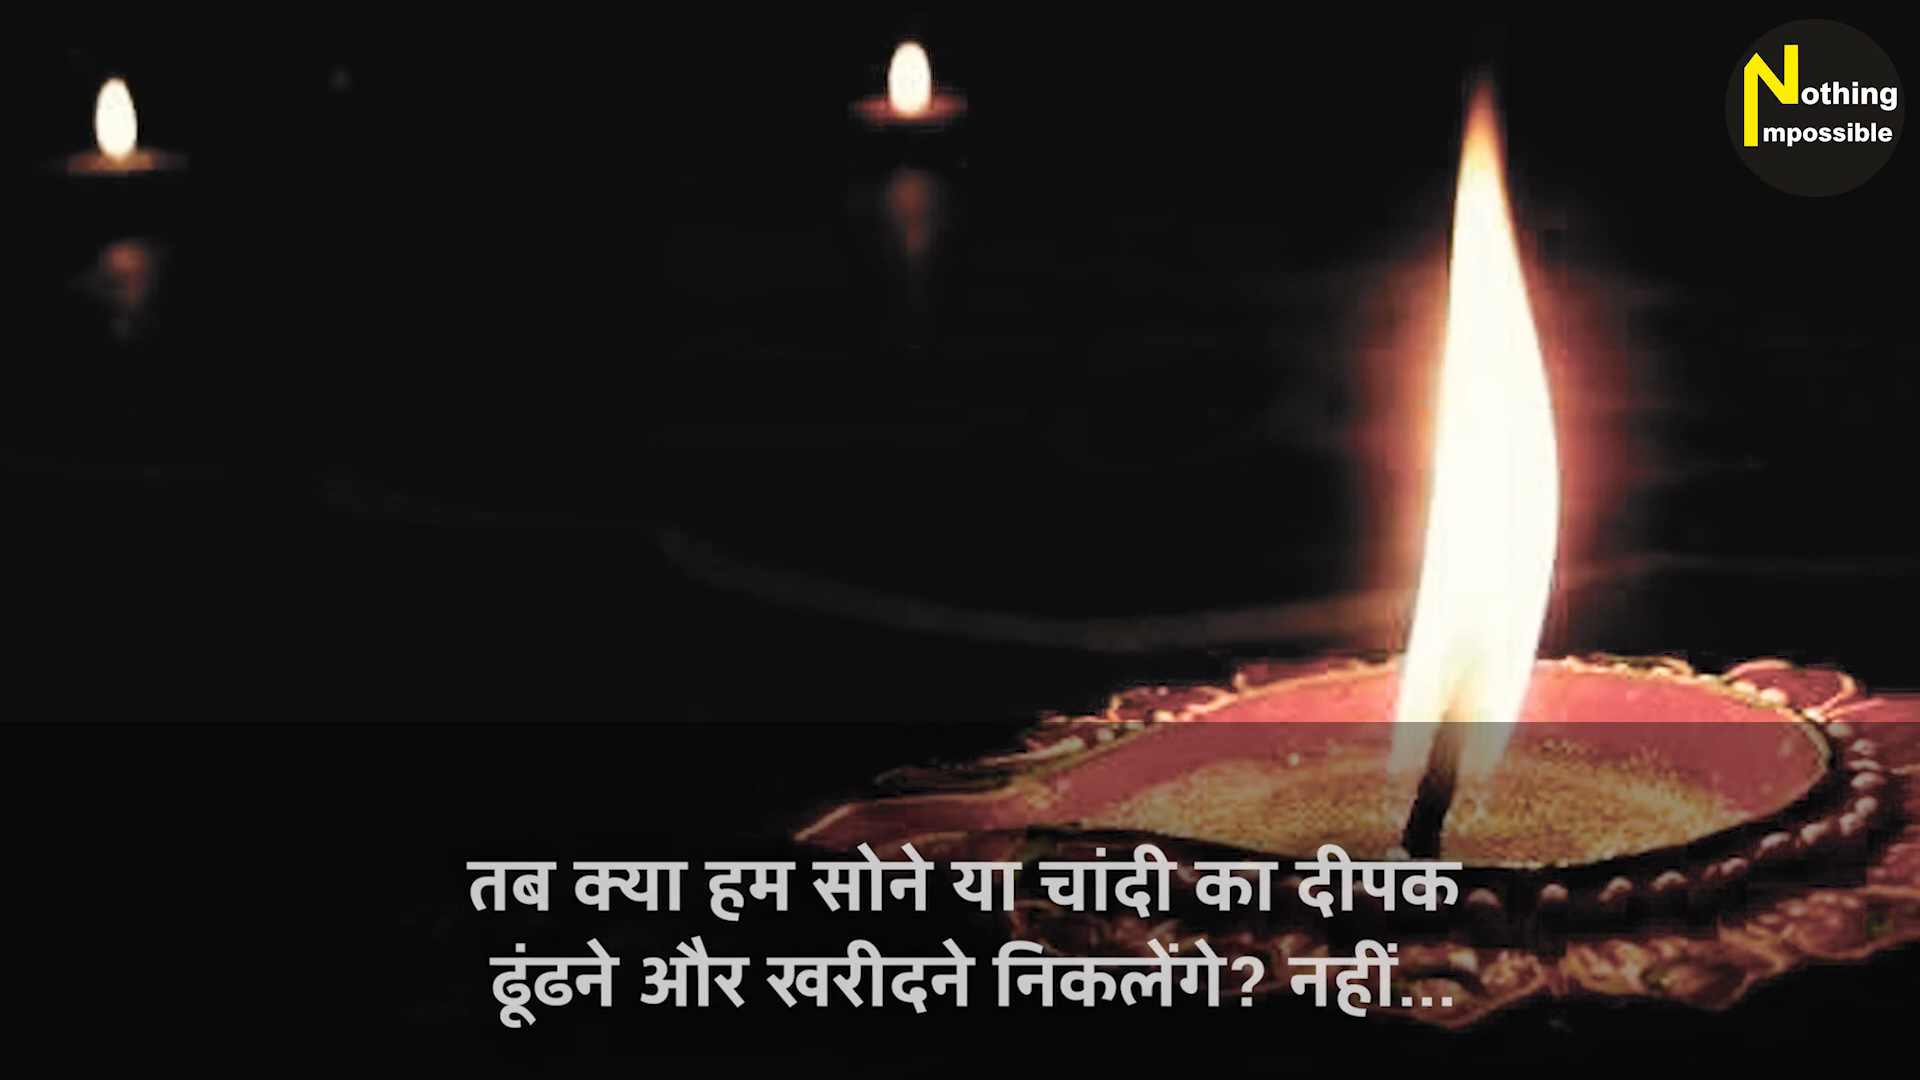 Nothing
Impossible
तब क्या हम सोने या चांदी का दीपक
ढूंढने और खरीदने निकलेंगे? नहीं...